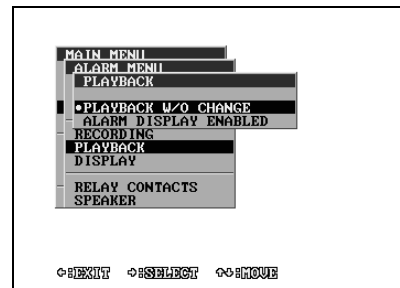 MAIN MENU
ALARM MENU
PLAYBACK
•PLAYBACK W/O CHANGE
ALARM DISPLAY ENABLED
RECORDING
PLAYBACK
DISPLAY
RELAY CONTACTS
SPEAKER
:EXIT :SELECT :MOVE